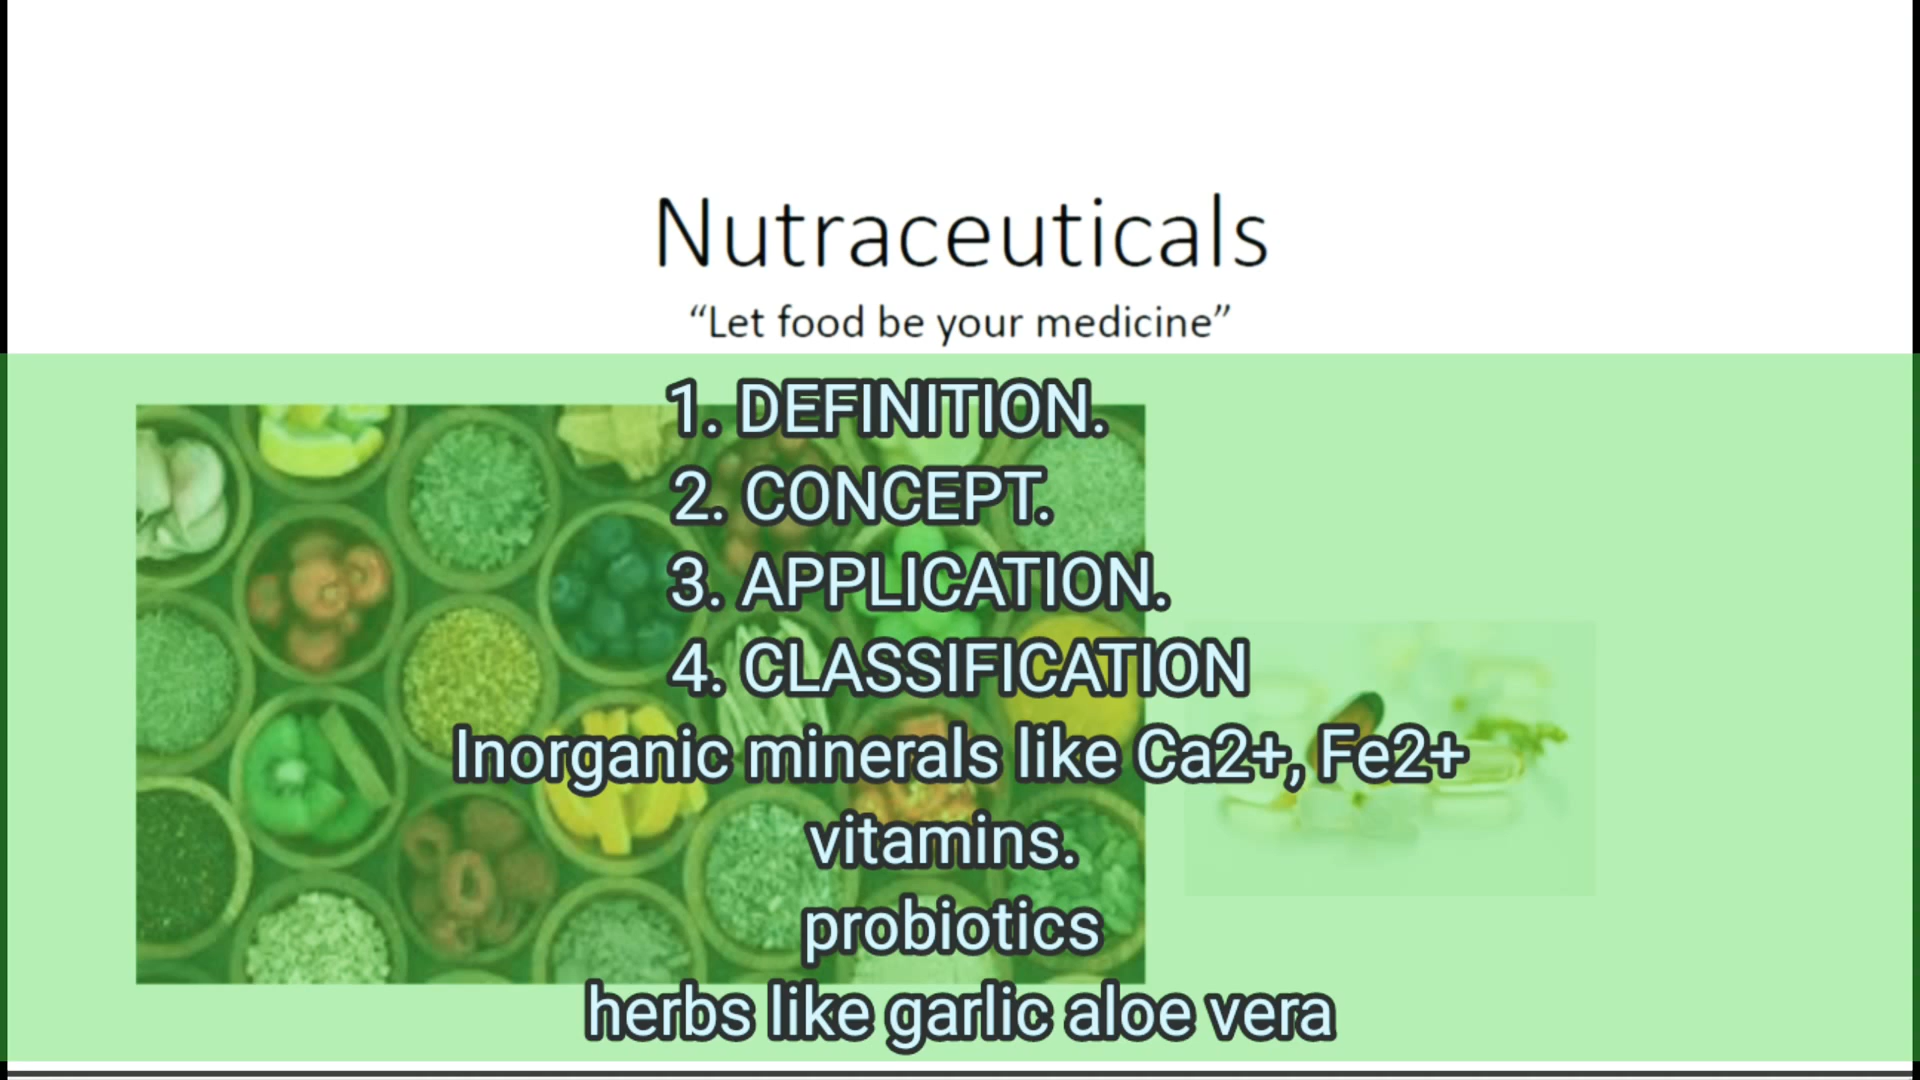 Nutraceuticals
“Let food be your medicine”
1. DEFINITION.
2. CONCEPT.
3. APPLICATION.
4. CLASSIFICATION
Inorganic minerals like Ca2+, Fe2+
vitamins.
probiotics
herbs like garlic aloe vera